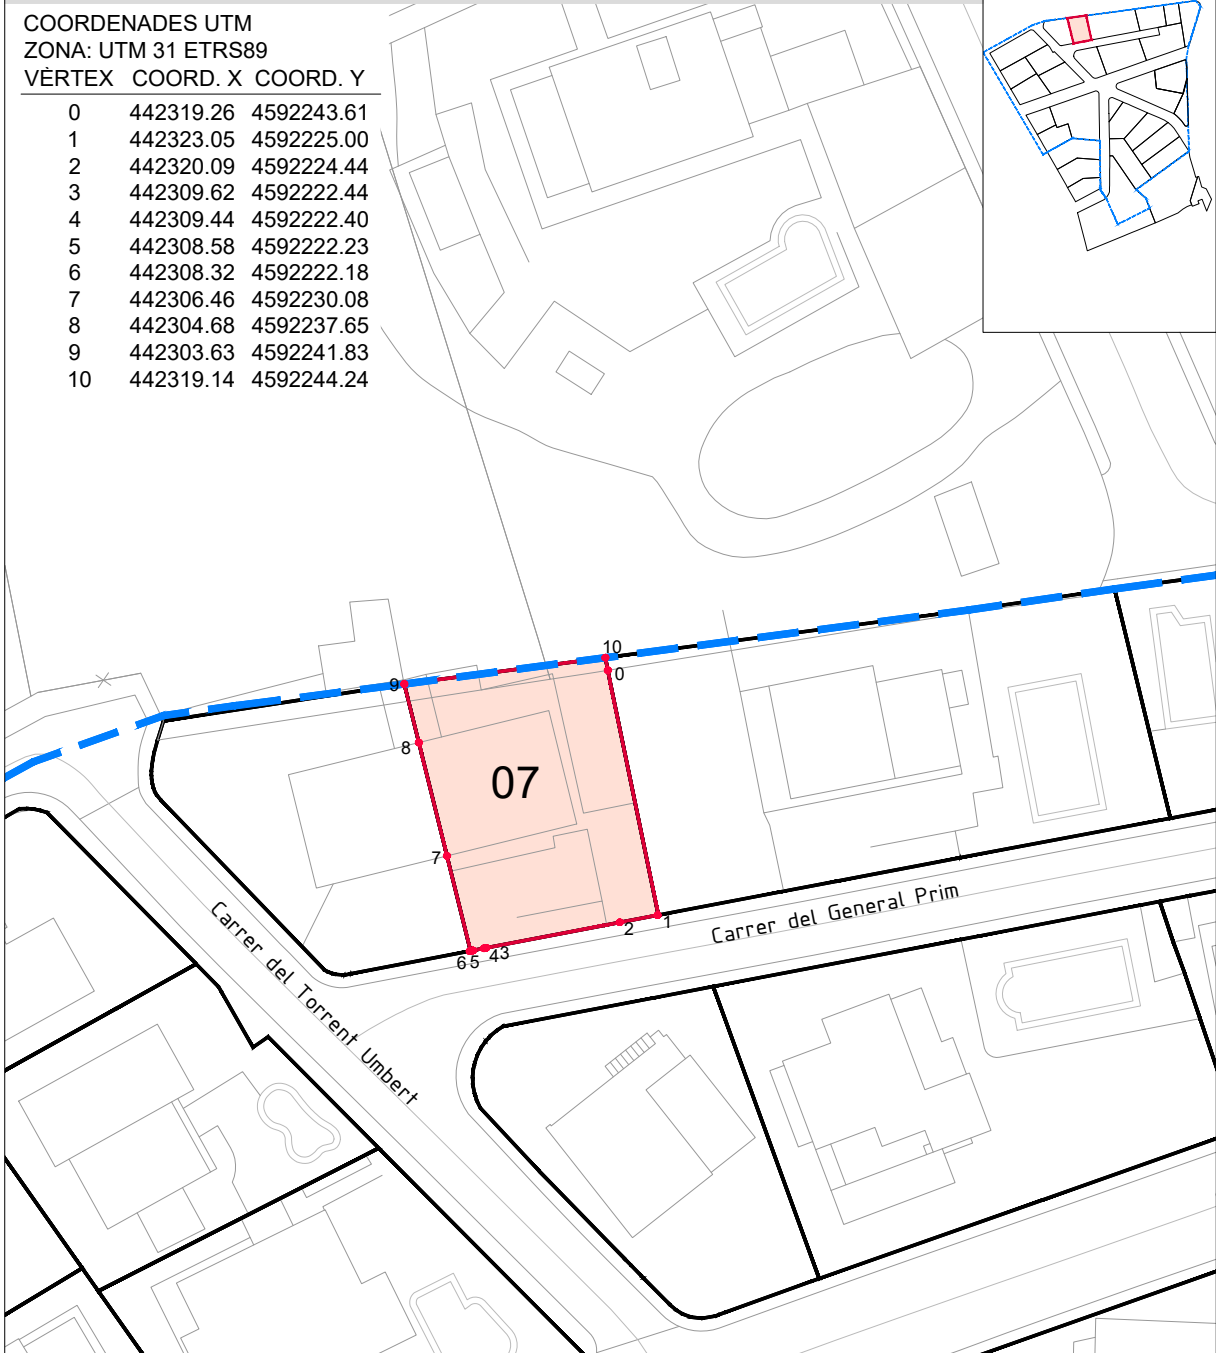 COORDENADES UTM
ZONA: UTM 31 ETRS89
VÈRTEX COORD. X COORD. Y
0 442319.26 4592243.61
1 442323.05 4592225.00
2 442320.09 4592224.44
3 442309.62 4592222.44
4 442309.44 4592222.40
5 442308.58 4592222.23
6 442308.32 4592222.18
7 442306.46 4592230.08
8 442304.68 4592237.65
9 442303.63 4592241.83
10 442319.14 4592244.24
10
0
9
8
07
7
1
2
3
4
5
6
Carrer del General Prim
Carrer del Torrent Umbert